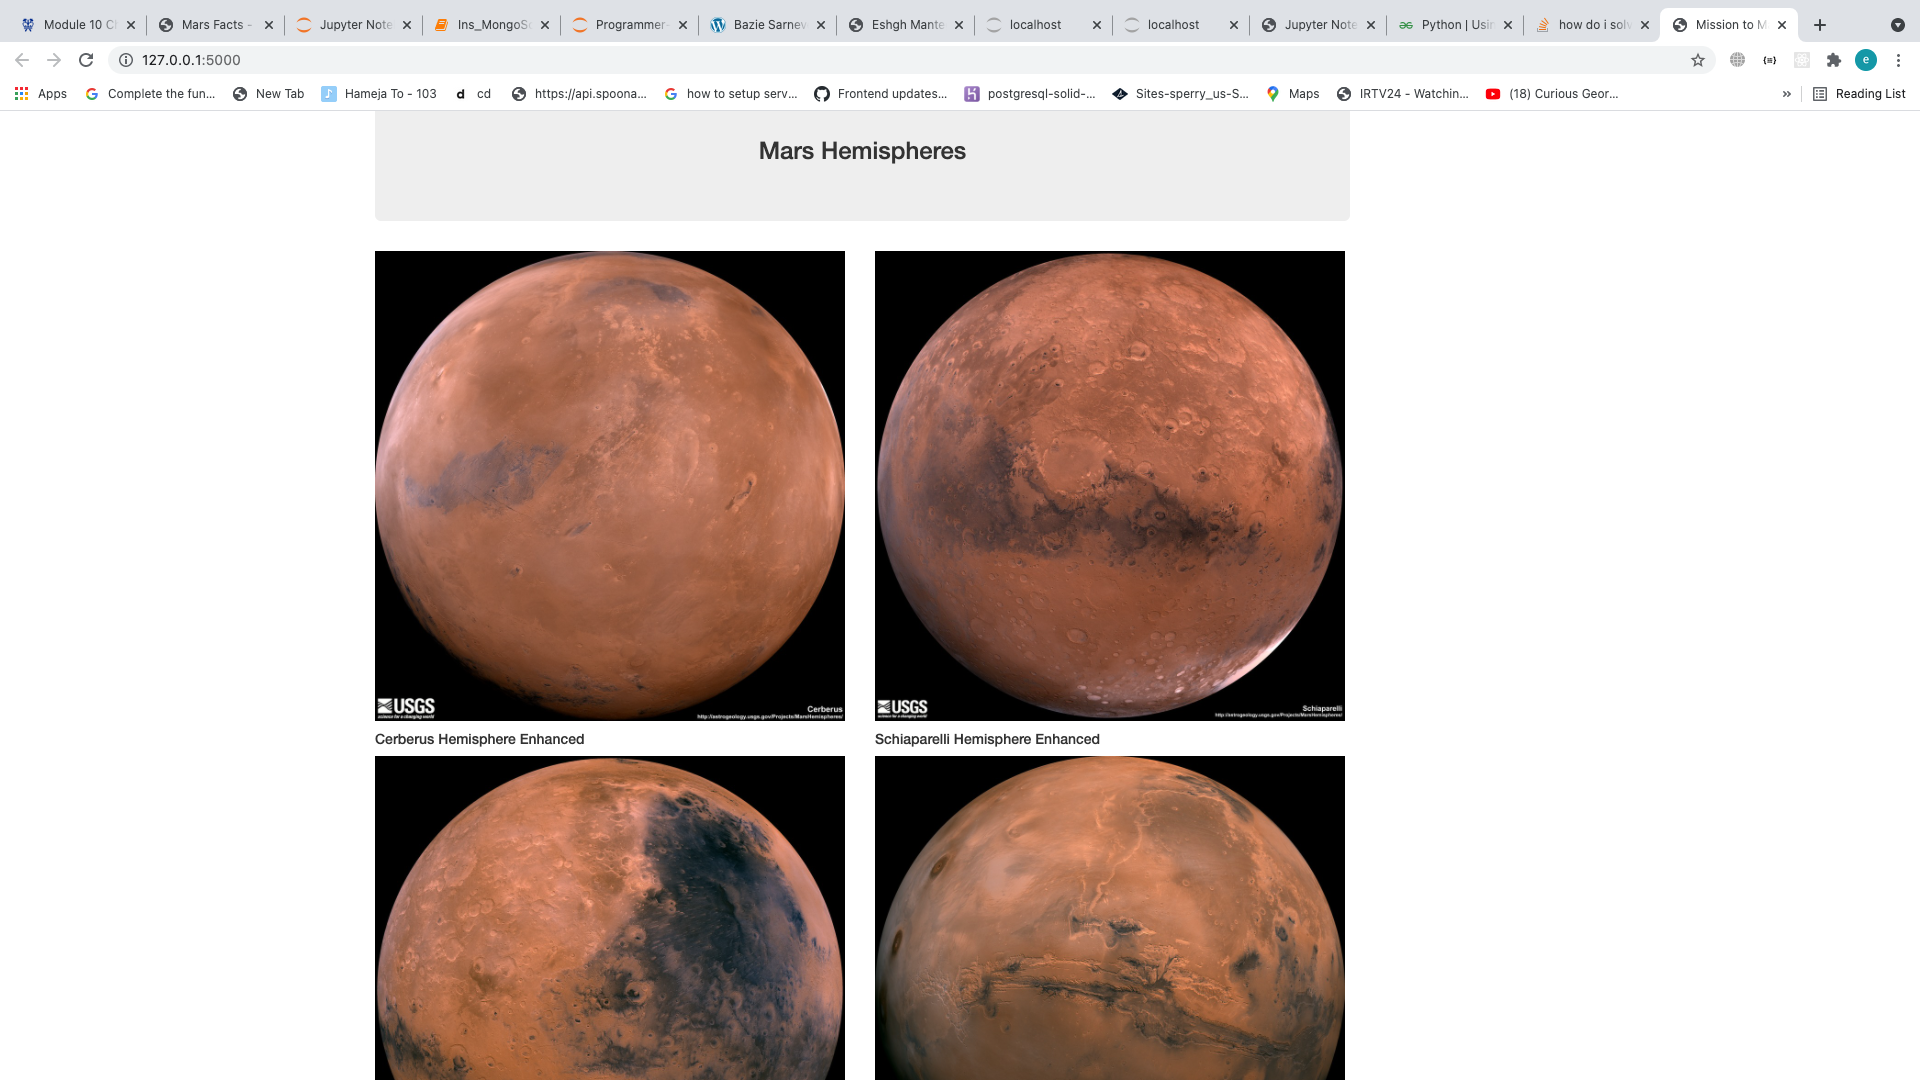 Module 10 Ch
Mars Facts -
Jupyter Note
Ins_MongoSc
Programmer-
Bazie Sarnev
Eshgh Mante
localhost
localhost
Jupyter Note
Python | Usin
how do i solv
Mission to M
127.0.0.1:5000
e
Apps
Complete the fun...
New Tab
Hameja To - 103
cd
https://api.spoona...
how to setup serv...
Frontend updates...
postgresql-solid-...
Sites-sperry_us-S...
Maps
IRTV24 - Watchin...
(18) Curious Geor...
»
Reading List
Mars Hemispheres
USGS
science for a changing world
Cerberus
http://astrogeology.usgs.gov/Projects/MarsHemispheres/
USGS
science for a changing world
Schiaparelli
http://astrogeology.usgs.gov/Projects/MarsHemispheres/
Cerberus Hemisphere Enhanced
Schiaparelli Hemisphere Enhanced